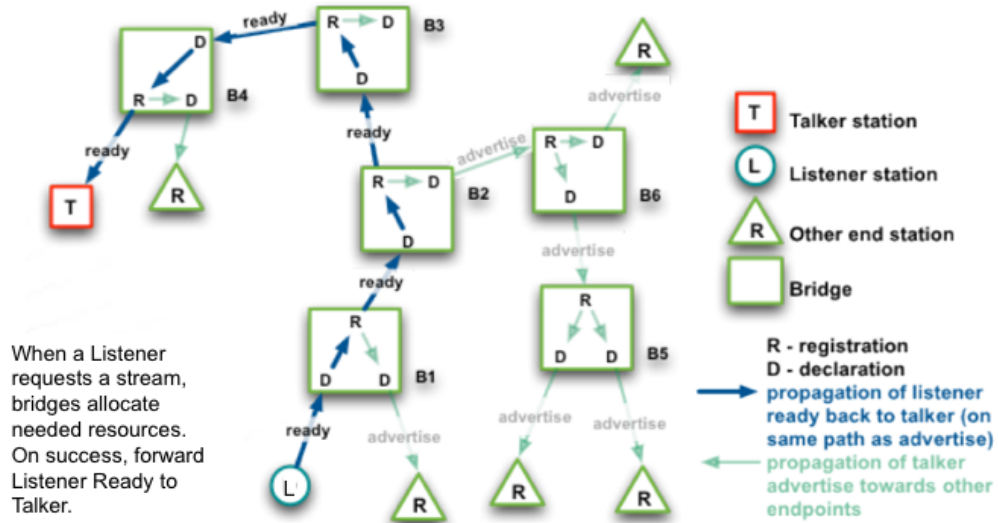 ready
R D B3
D
D
R D B4
ready
T
R
ready
R D B2
D
advertise
R D
D B6
advertise
R
advertise
ready
R
D D B1
ready
advertise
L
R
R
D D B5
advertise
advertise
R
R
When a Listener
requests a stream,
bridges allocate
needed resources.
On success, forward
Listener Ready to
Talker.
T Talker station
L Listener station
R Other end station
Bridge
R - registration
D - declaration
propagation of listener
ready back to talker (on
same path as advertise)
propagation of talker
advertise towards other
endpoints